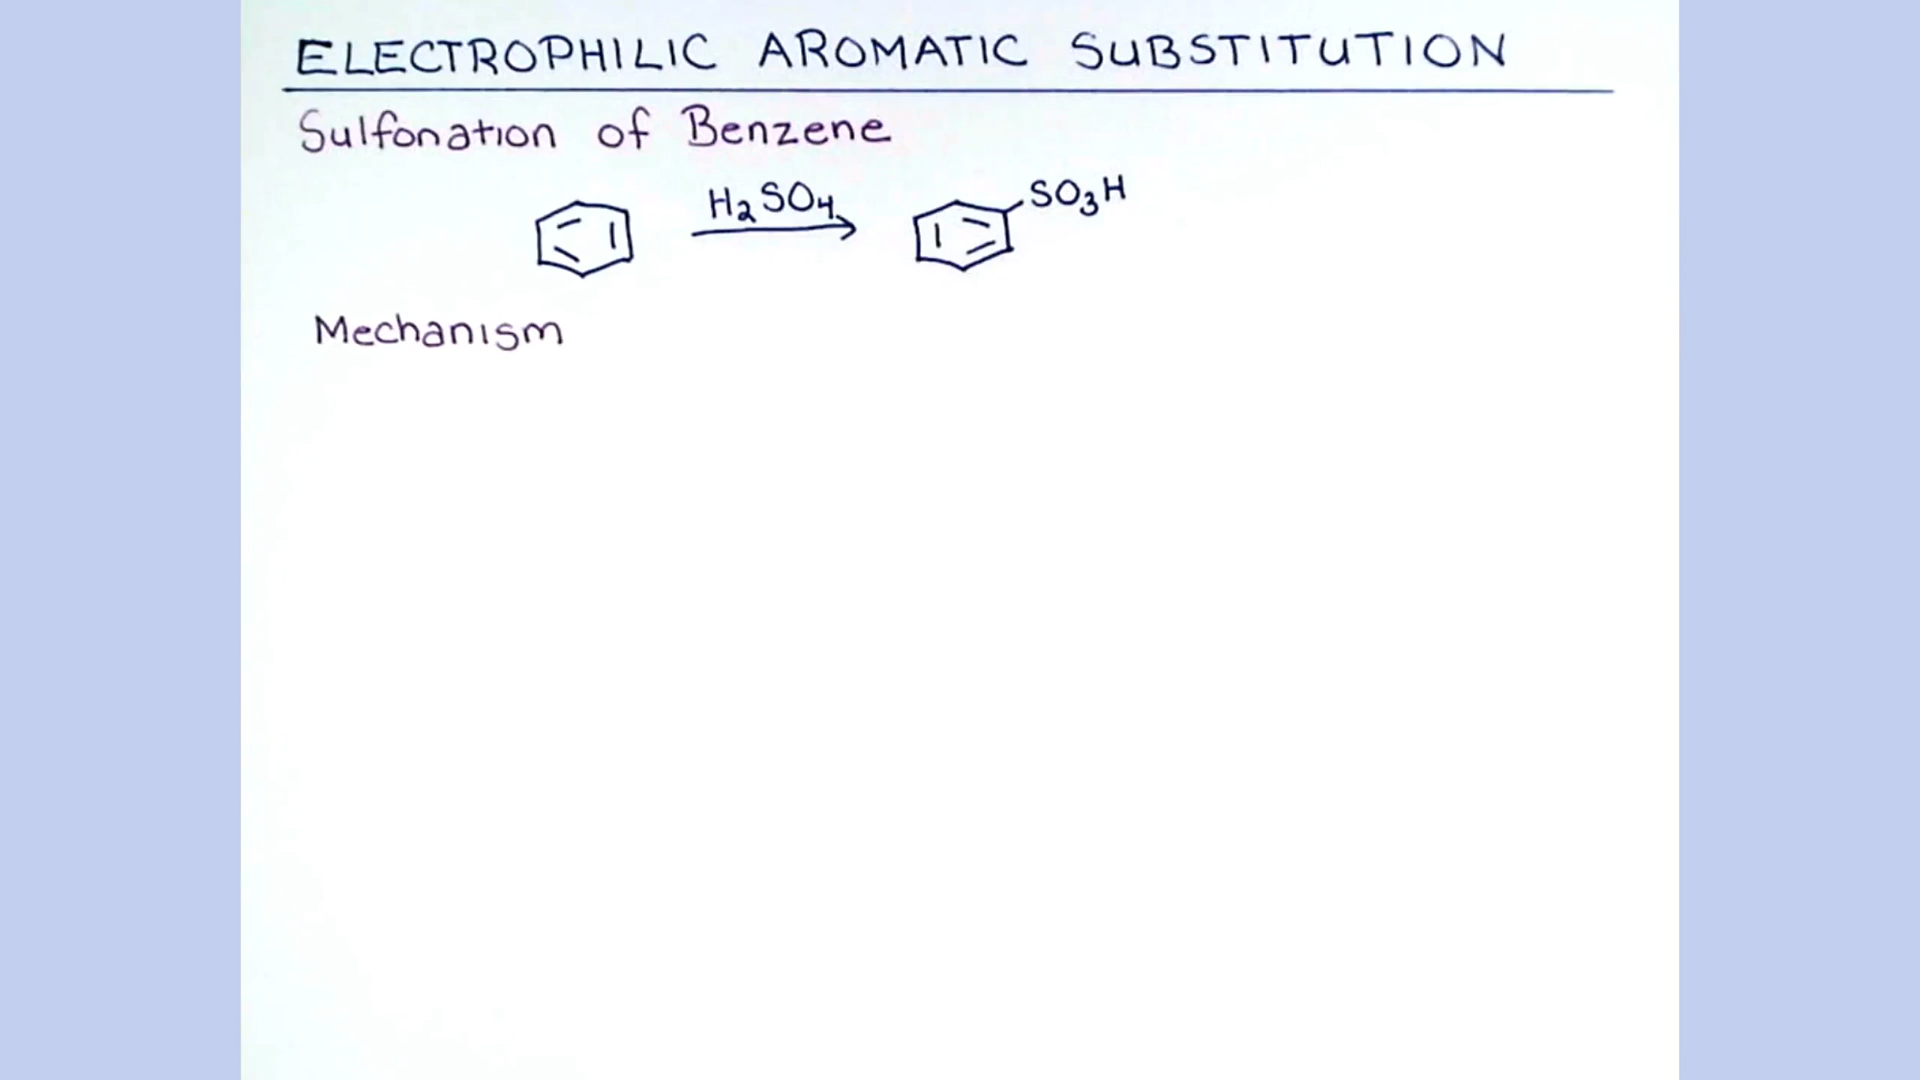 ELECTROPHILIC AROMATIC SUBSTITUTION
Sulfonation of Benzene
H₂SO₄
SO₃H
Mechanism